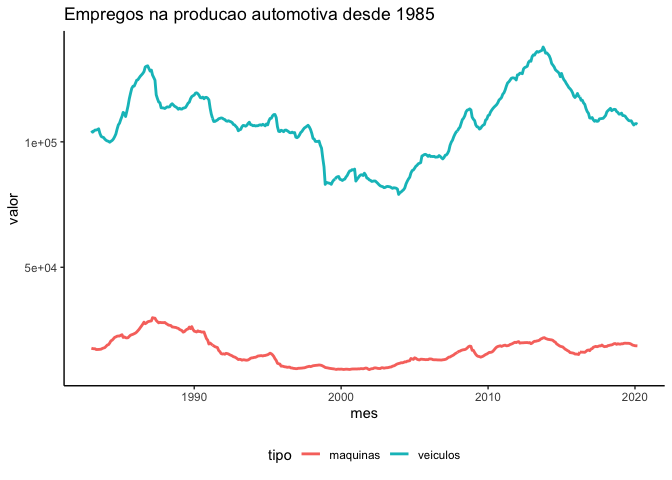 Empregos na producao automotiva desde 1985
valor
1e+05
5e+04
1990 2000 2010 2020
mes
tipo maquinas veiculos